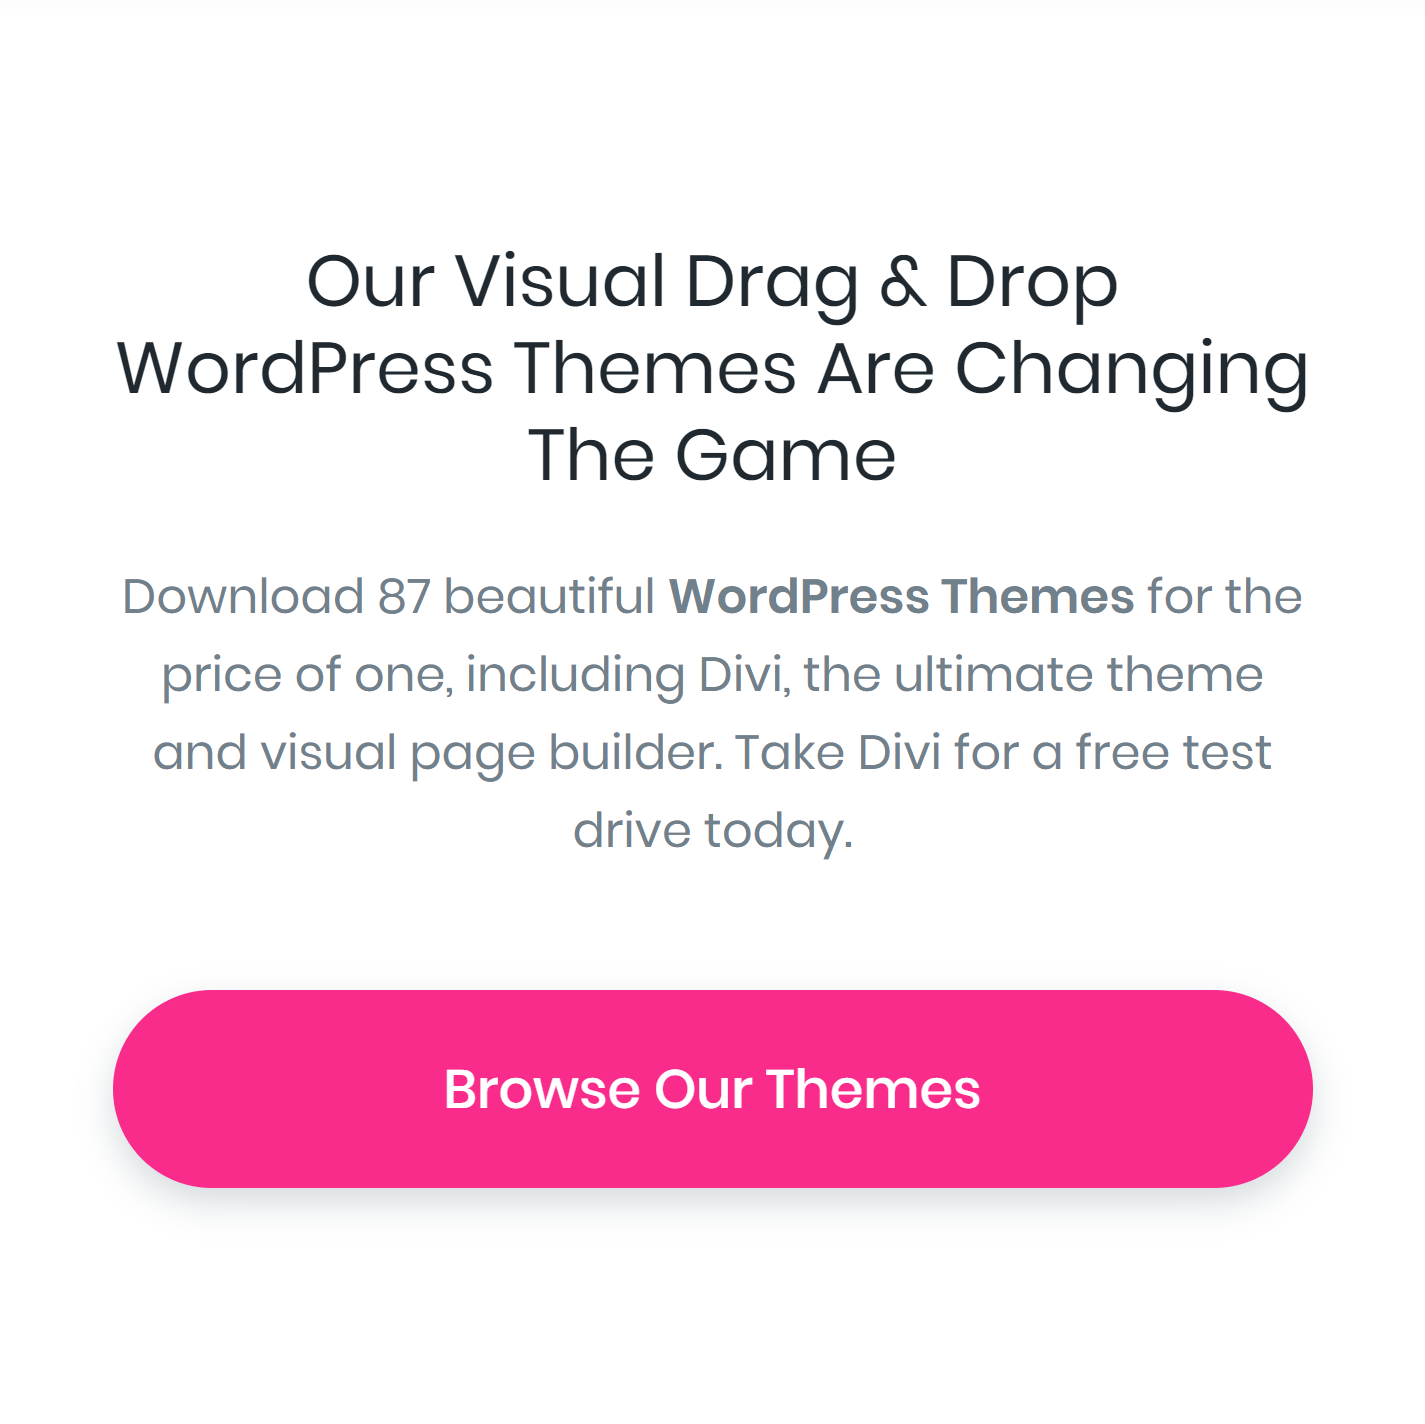 Our Visual Drag & Drop
WordPress Themes Are Changing
The Game
Download 87 beautiful WordPress Themes for the
price of one, including Divi, the ultimate theme
and visual page builder. Take Divi for a free test
drive today.
Browse Our Themes